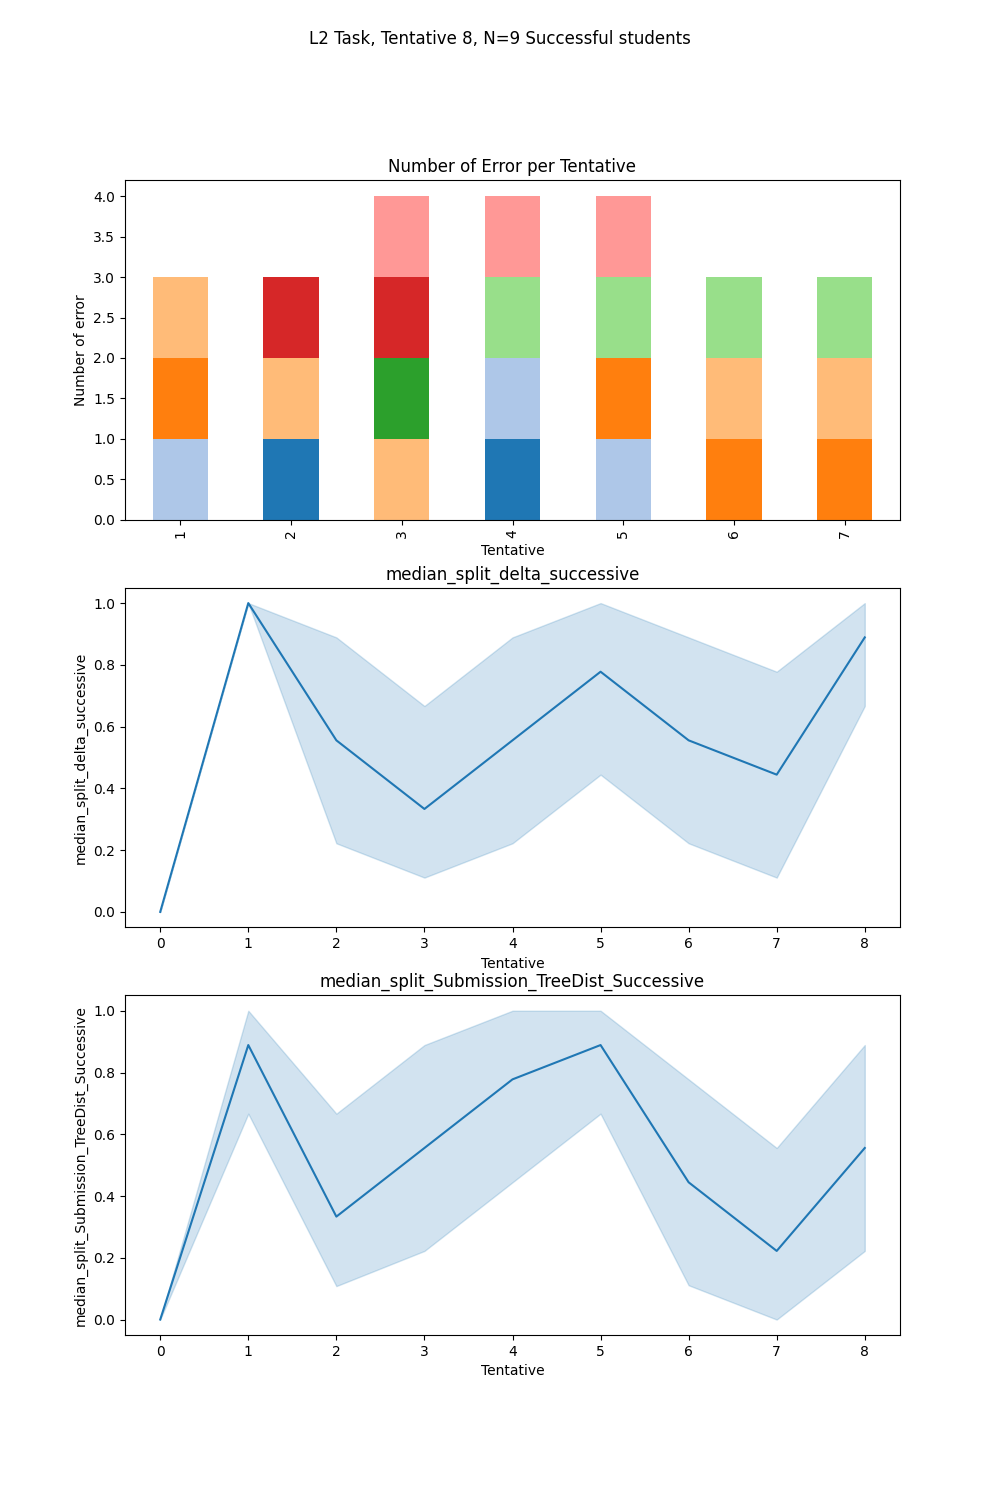 L2 Task, Tentative 8, N=9 Successful students
Number of Error per Tentative
Number of error
4.0
3.5
3.0
2.5
2.0
1.5
1.0
0.5
0.0
1 2 3 4 5 6 7
Tentative
median_split_delta_successive
median_split_delta_successive
1.0
0.8
0.6
0.4
0.2
0.0
0 1 2 3 4 5 6 7 8
Tentative
median_split_Submission_TreeDist_Successive
median_split_Submission_TreeDist_Successive
1.0
0.8
0.6
0.4
0.2
0.0
0 1 2 3 4 5 6 7 8
Tentative